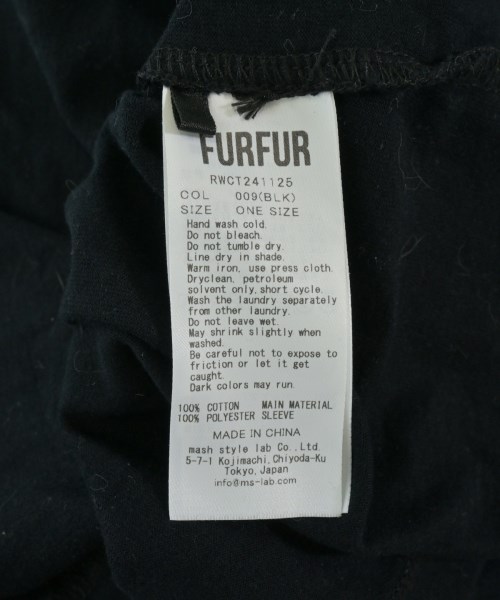 FURFUR
RWCT241125
COL 009(BLK)
SIZE ONE SIZE
Hand wash cold.
Do not bleach.
Do not tumble dry.
Line dry in shade.
Warm iron, use press cloth.
Dryclean, petroleum
solvent only, short cycle.
Wash the laundry separately
from other laundry.
Do not leave wet.
May shrink slightly when
washed.
Be careful not to expose to
friction or let it get
caught.
Dark colors may run.
100% COTTON MAIN MATERIAL
100% POLYESTER SLEEVE
MADE IN CHINA
mash style lab Co.,Ltd.
5-7-1 Kojimachi, Chiyoda-Ku
Tokyo, Japan
info@ms-lab.com